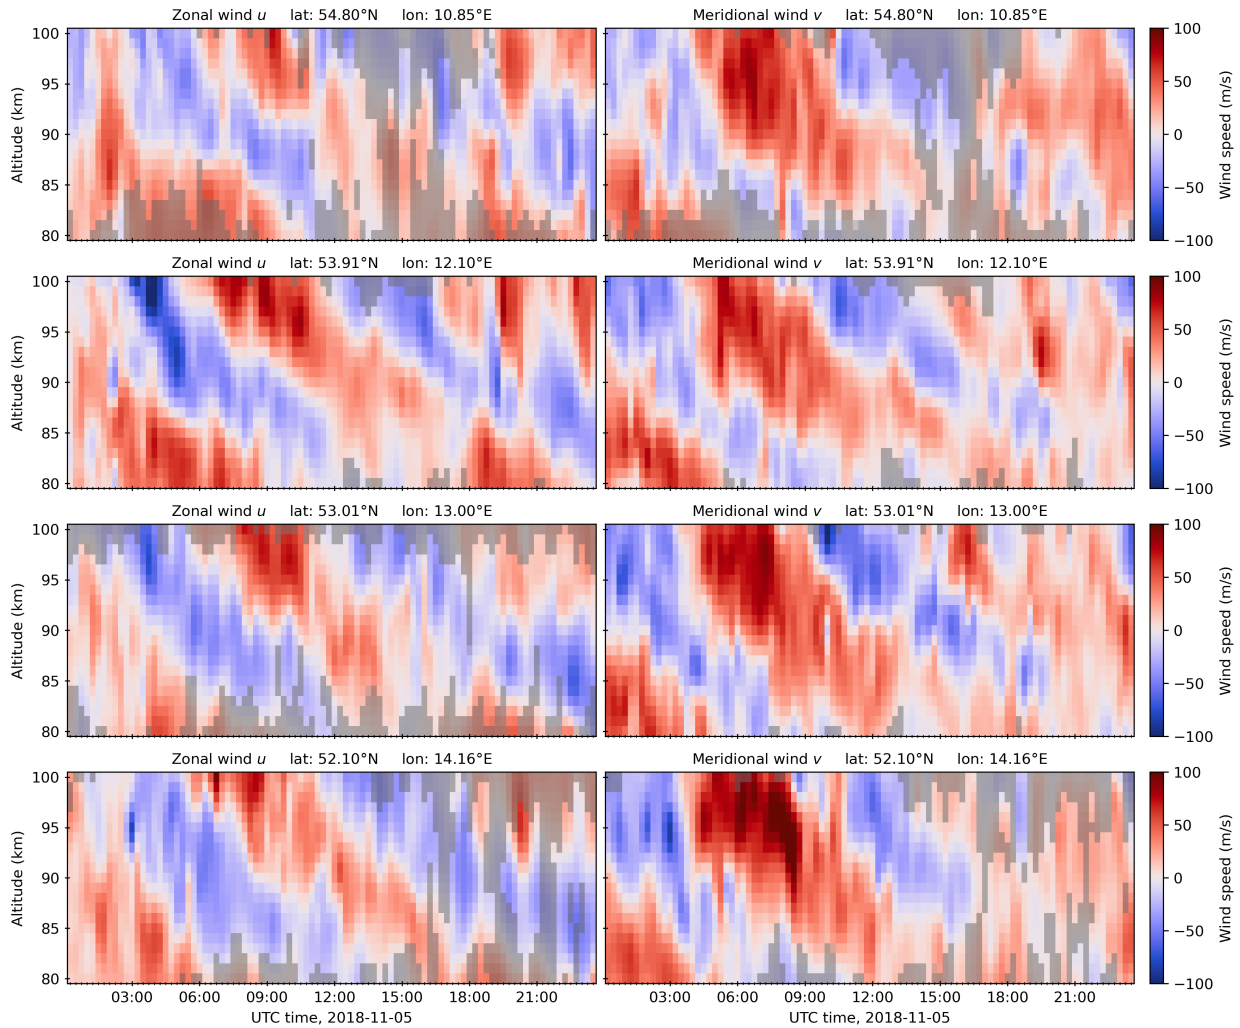 Zonal wind u lat: 54.80°N lon: 10.85°E
Meridional wind v lat: 54.80°N lon: 10.85°E
100
95
90
85
80
Altitude (km)
100
50
0
−50
−100
Wind speed (m/s)
Zonal wind u lat: 53.91°N lon: 12.10°E
Meridional wind v lat: 53.91°N lon: 12.10°E
100
95
90
85
80
Altitude (km)
100
50
0
−50
−100
Wind speed (m/s)
Zonal wind u lat: 53.01°N lon: 13.00°E
Meridional wind v lat: 53.01°N lon: 13.00°E
100
95
90
85
80
Altitude (km)
100
50
0
−50
−100
Wind speed (m/s)
Zonal wind u lat: 52.10°N lon: 14.16°E
Meridional wind v lat: 52.10°N lon: 14.16°E
100
95
90
85
80
Altitude (km)
100
50
0
−50
−100
Wind speed (m/s)
03:00 06:00 09:00 12:00 15:00 18:00 21:00
03:00 06:00 09:00 12:00 15:00 18:00 21:00
UTC time, 2018-11-05
UTC time, 2018-11-05